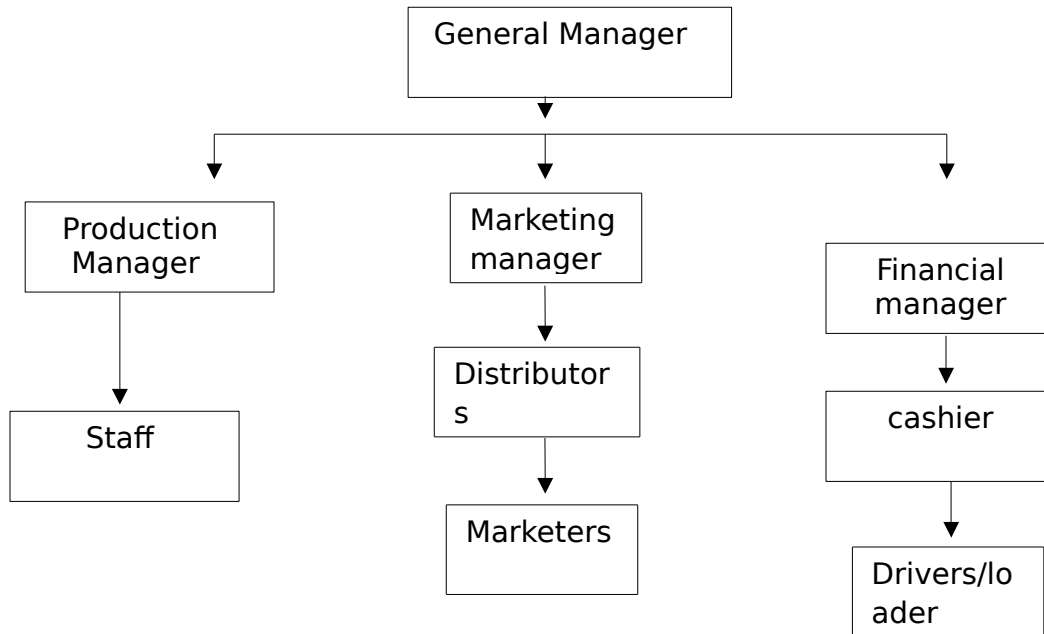 General Manager
Production
Manager
Marketing
manager
Financial
manager
Distributor
s
Staff
cashier
Marketers
Drivers/lo
ader